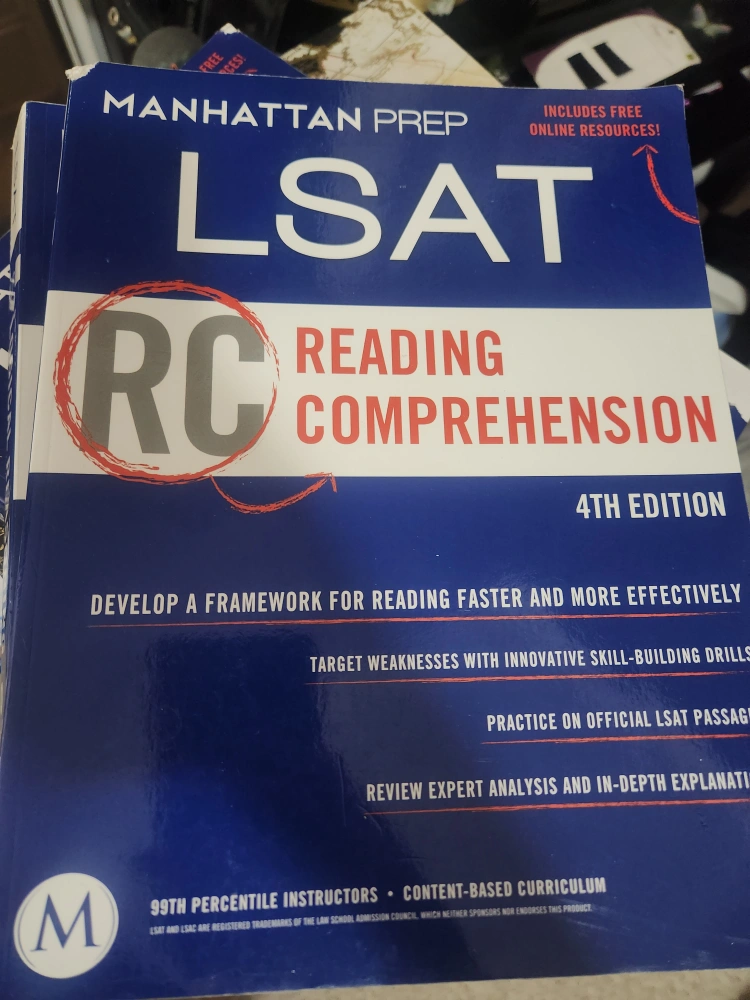 FREE
MANHATTAN PREP
INCLUDES FREE
ONLINE RESOURCES!
LSAT
RC
READING
COMPREHENSION
4TH EDITION
DEVELOP A FRAMEWORK FOR READING FASTER AND MORE EFFECTIVELY
TARGET WEAKNESSES WITH INNOVATIVE SKILL-BUILDING DRILLS
PRACTICE ON OFFICIAL LSAT PASSAG
REVIEW EXPERT ANALYSIS AND IN-DEPTH EXPLANATI
M
99TH PERCENTILE INSTRUCTORS • CONTENT-BASED CURRICULUM
LSAT AND LSAC ARE REGISTERED TRADEMARKS OF THE LAW SCHOOL ADMISSION COUNCIL, WHICH NEITHER SPONSORS NOR ENDORSES THIS PRODUCT.